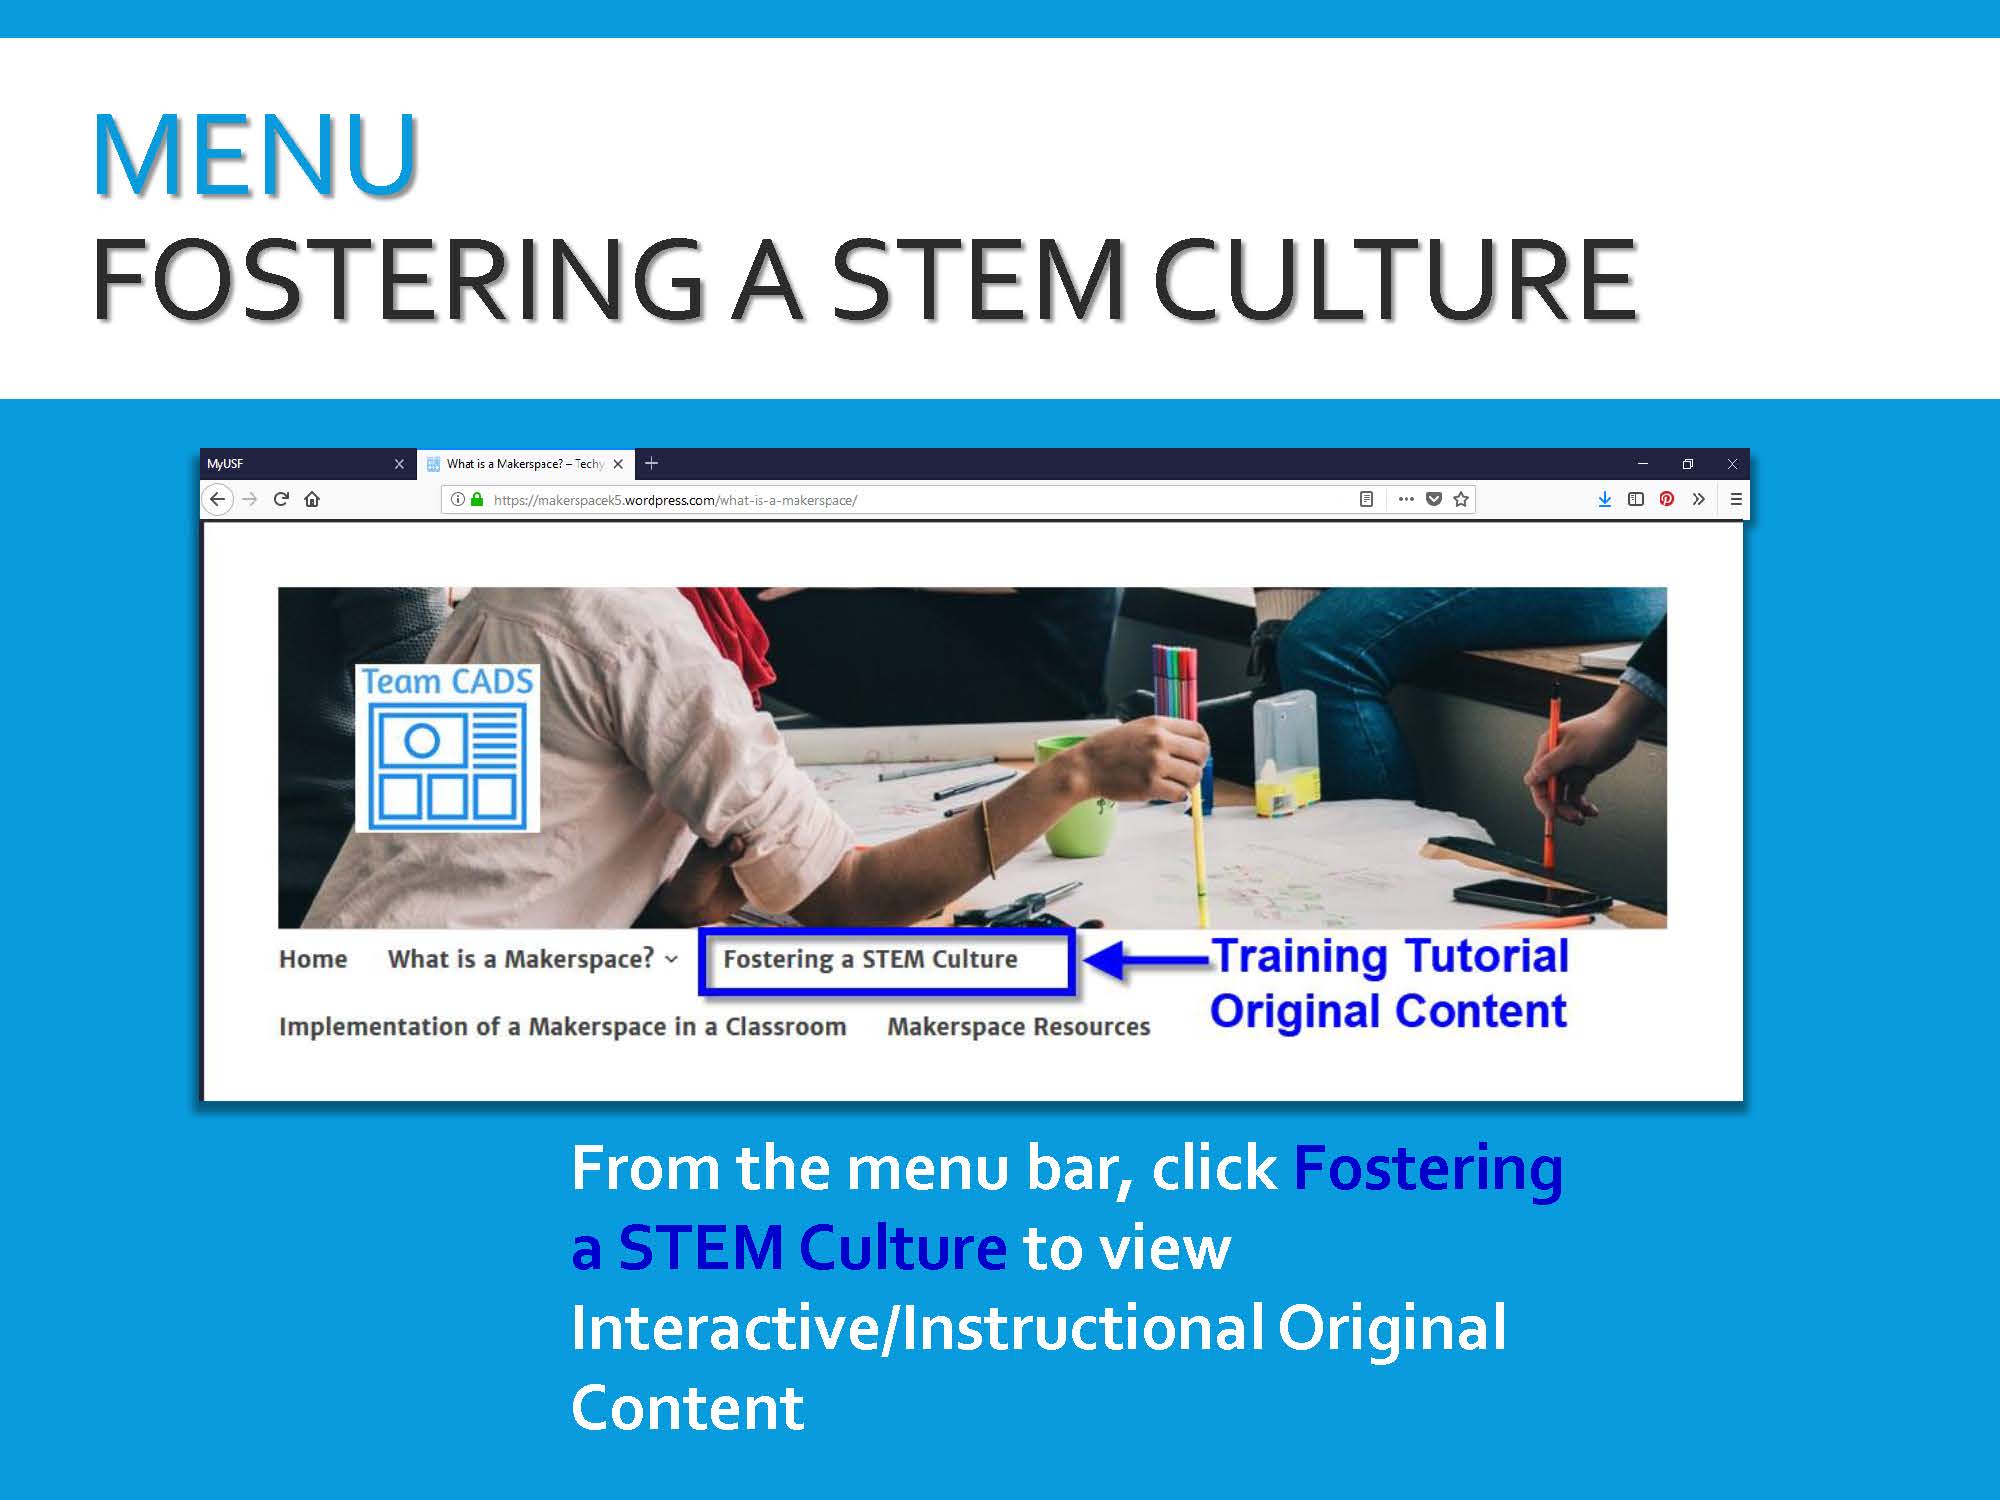 MENU
FOSTERING A STEM CULTURE
MyUSF
What is a Makerspace? – Techy
https://makerspacek5.wordpress.com/what-is-a-makerspace/
Team CADS
Home What is a Makerspace? Fostering a STEM Culture
Training Tutorial
Original Content
Implementation of a Makerspace in a Classroom Makerspace Resources
From the menu bar, click Fostering
a STEM Culture to view
Interactive/Instructional Original
Content